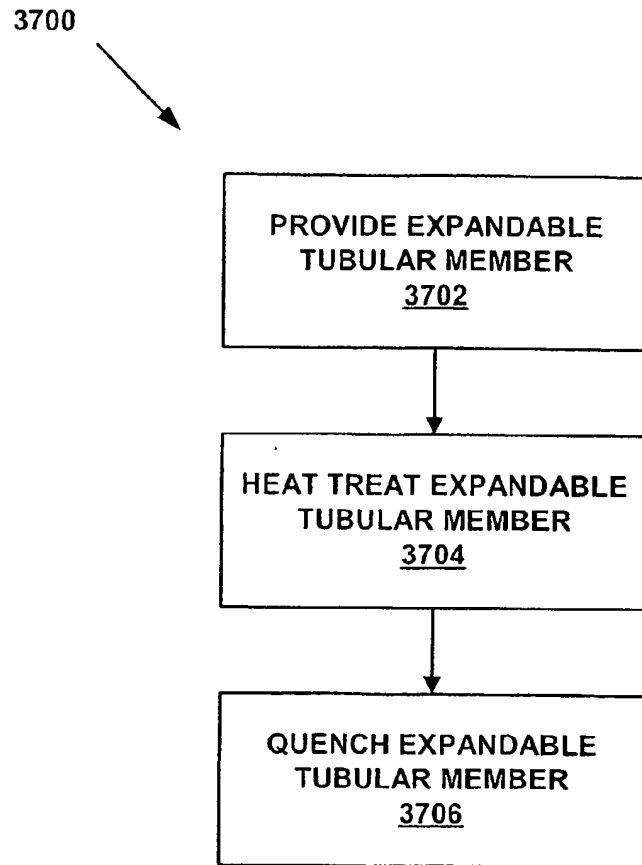 3700
PROVIDE EXPANDABLE
TUBULAR MEMBER
3702
HEAT TREAT EXPANDABLE
TUBULAR MEMBER
3704
QUENCH EXPANDABLE
TUBULAR MEMBER
3706